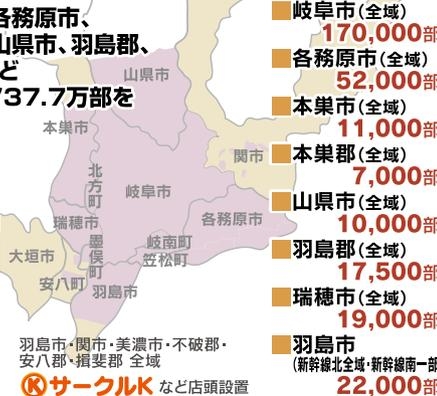 各務原市、
山県市、羽島郡、
ど
37.7万部を
山県市
本巣市
関市
北方町
岐阜市
各務原市
瑞穂市
墨俣町
岐南町
笠松町
大垣市
安八町
羽島市
羽島市・関市・美濃市・不破郡・
安八郡・揖斐郡 全域
K サークルK など店頭設置
岐阜市(全域)
170,000部
各務原市(全域)
52,000部
本巣市(全域)
11,000部
本巣郡(全域)
7,000部
山県市(全域)
10,000部
羽島郡(全域)
17,500部
瑞穂市(全域)
19,000部
羽島市
(新幹線北全域・新幹線南一部
22,000部